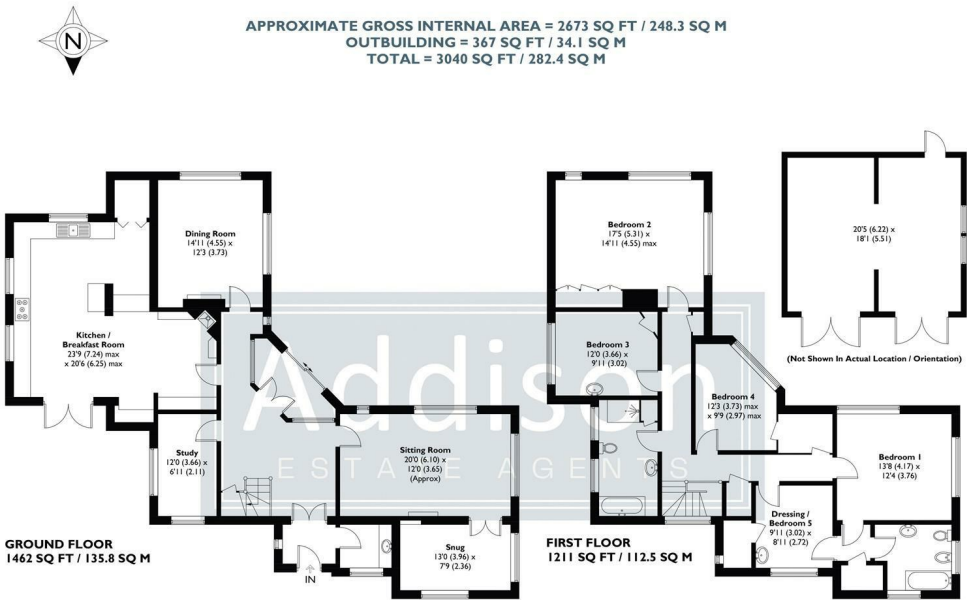 N
APPROXIMATE GROSS INTERNAL AREA = 2673 SQ FT / 248.3 SQ M
OUTBUILDING = 367 SQ FT / 34.1 SQ M
TOTAL = 3040 SQ FT / 282.4 SQ M
Dining Room
14'11 (4.55) x
12'3 (3.73)
Kitchen /
Breakfast Room
23'9 (7.24) max
x 20'6 (6.25) max
Study
12'0 (3.66) x
6'11 (2.11)
Sitting Room
20'0 (6.10) x
12'0 (3.65)
(Approx)
Snug
13'0 (3.96) x
7'9 (2.36)
IN
GROUND FLOOR
1462 SQ FT / 135.8 SQ M
Bedroom 2
17'5 (5.31) x
14'11 (4.55) max
Bedroom 3
12'0 (3.66) x
9'11 (3.02)
Bedroom 4
12'3 (3.73) max
x 9'9 (2.97) max
Bedroom 1
13'8 (4.17) x
12'4 (3.76)
Dressing /
Bedroom 5
9'11 (3.02) x
8'11 (2.72)
FIRST FLOOR
1211 SQ FT / 112.5 SQ M
20'5 (6.22) x
18'1 (5.51)
(Not Shown In Actual Location / Orientation)
Addison
ESTATE AGENTS